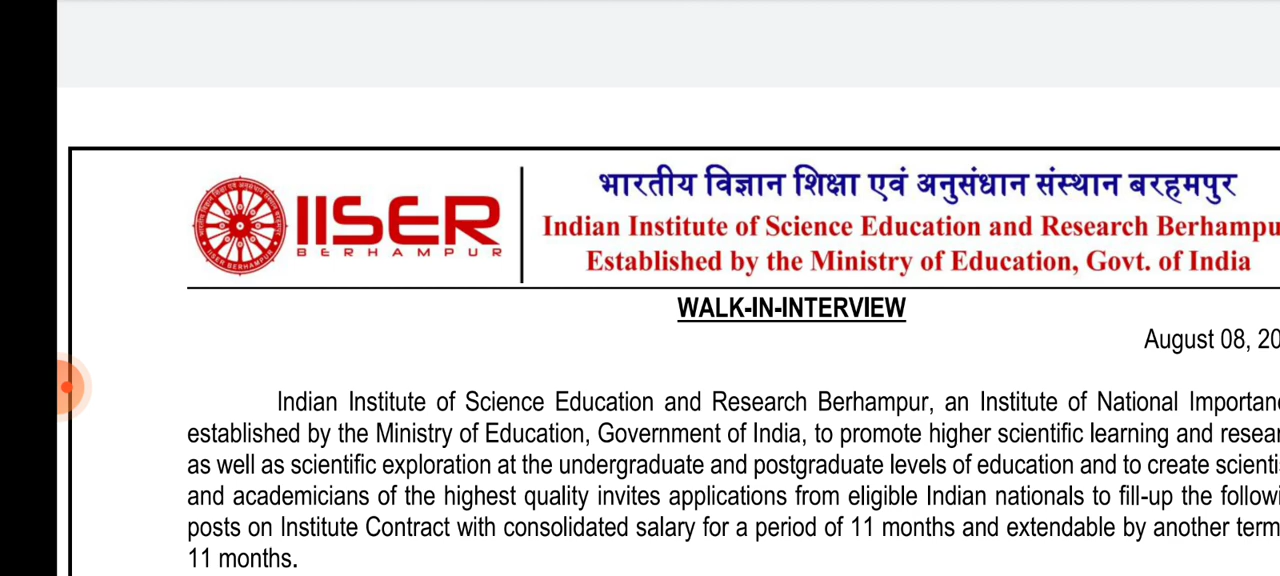 भारतीय विज्ञान शिक्षा एवं अनुसंधान संस्थान बरहमपुर
IISER
BERHAMPUR
Indian Institute of Science Education and Research Berhampu
Established by the Ministry of Education, Govt. of India
WALK-IN-INTERVIEW
August 08, 20
Indian Institute of Science Education and Research Berhampur, an Institute of National Importan
established by the Ministry of Education, Government of India, to promote higher scientific learning and resear
as well as scientific exploration at the undergraduate and postgraduate levels of education and to create scienti
and academicians of the highest quality invites applications from eligible Indian nationals to fill-up the followi
posts on Institute Contract with consolidated salary for a period of 11 months and extendable by another term
11 months.